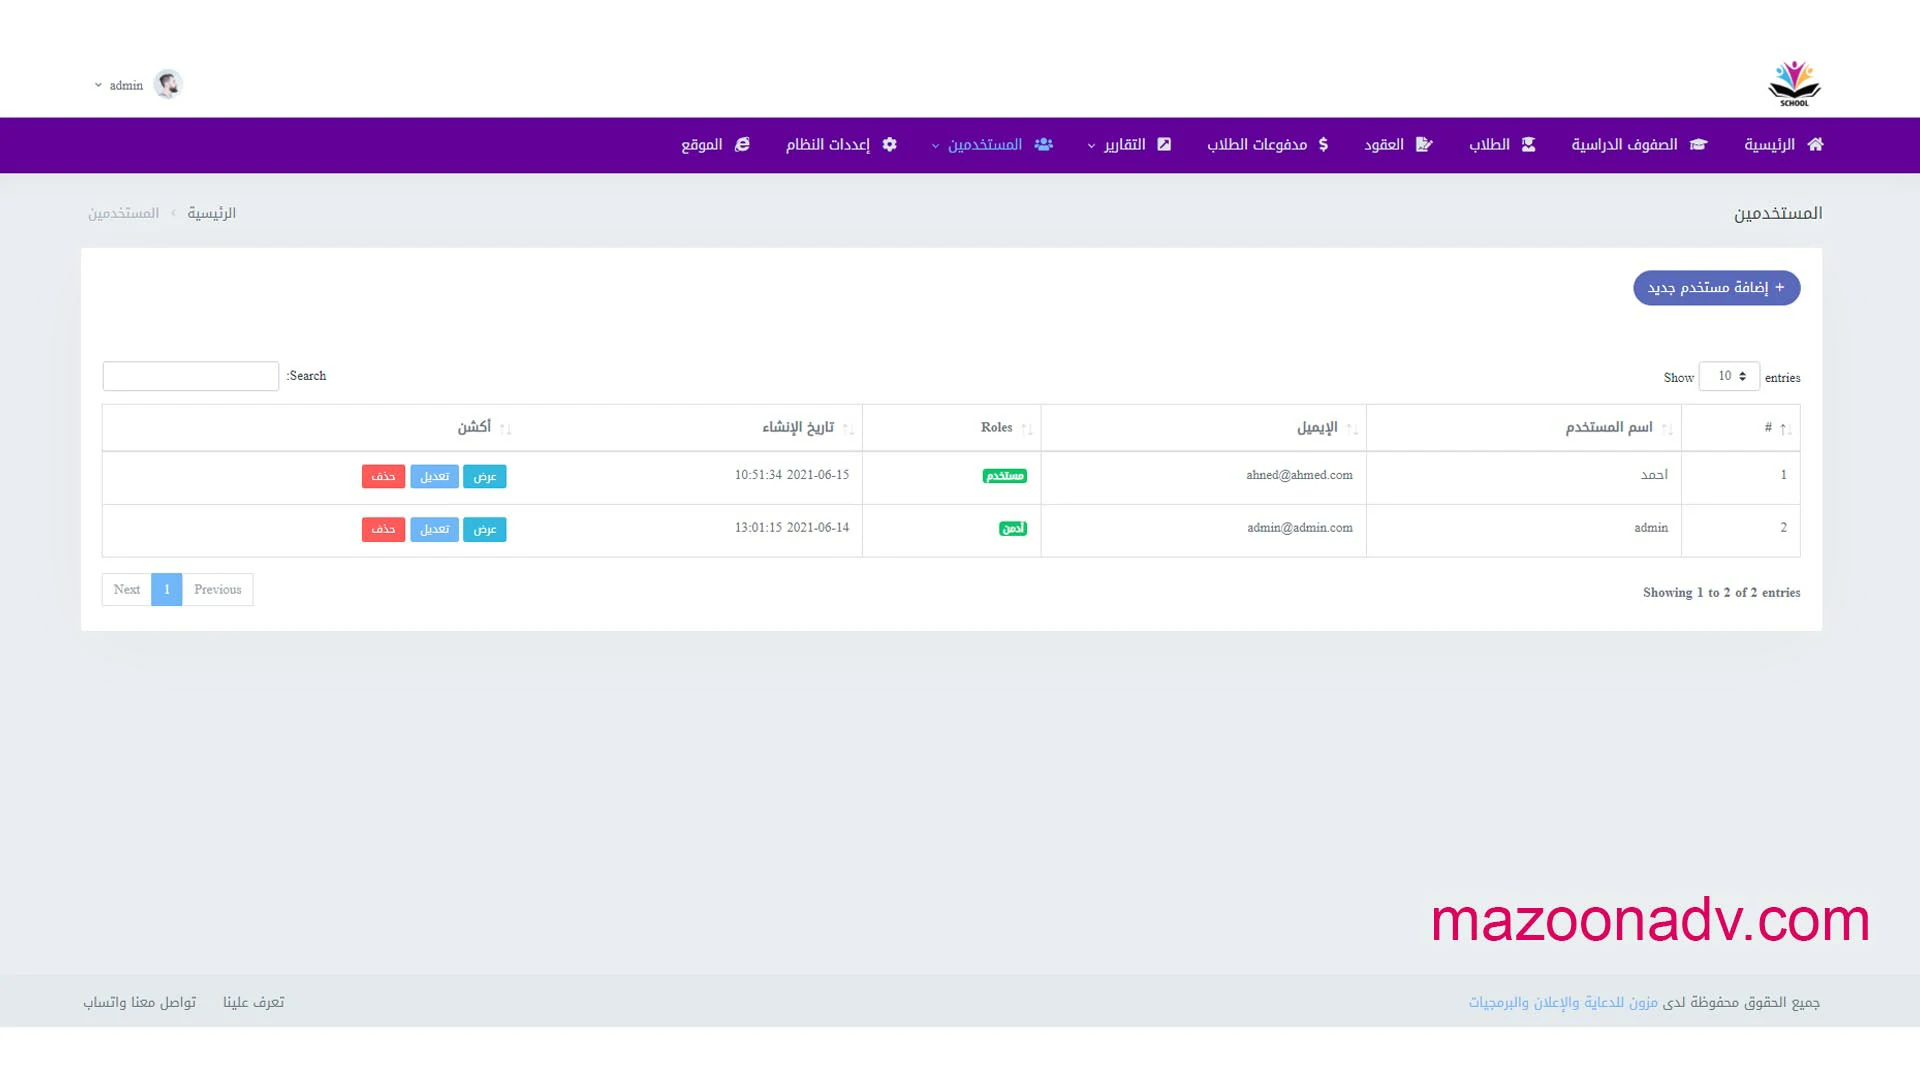 admin
SCHOOL
الرئيسية الصفوف الدراسية الطلاب العقود مدفوعات الطلاب التقارير المستخدمين إعددات النظام الموقع
المستخدمين
الرئيسية › المستخدمين
+ إضافة مستخدم جديد
Show 10 entries
Search:
# اسم المستخدم الإيميل Roles تاريخ الإنشاء أكشن
1 احمد ahned@ahmed.com مستخدم 2021-06-15 10:51:34 عرض تعديل حذف
2 admin admin@admin.com أدمن 2021-06-14 13:01:15 عرض تعديل حذف
Showing 1 to 2 of 2 entries
Previous 1 Next
mazoonadv.com
جميع الحقوق محفوظة لدى مزون للدعاية والإعلان والبرمجيات
تعرف علينا تواصل معنا واتساب